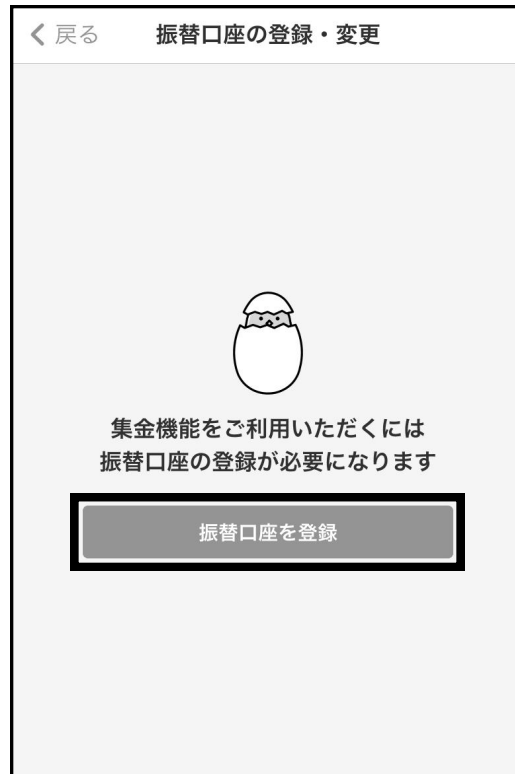 戻る 振替口座の登録・変更
集金機能をご利用いただくには
振替口座の登録が必要になります
振替口座を登録